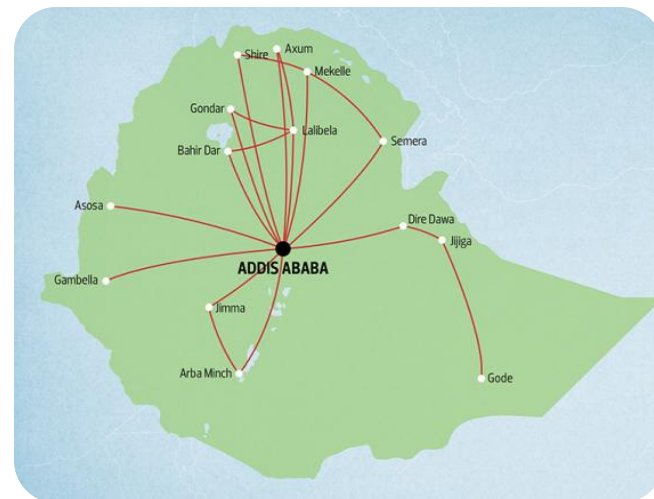 Axum
Shire
Mekelle
Gondar
Lalibela
Semera
Bahir Dar
Asosa
Dire Dawa
Jijiga
ADDIS ABABA
Gambella
Jimma
Arba Minch
Gode